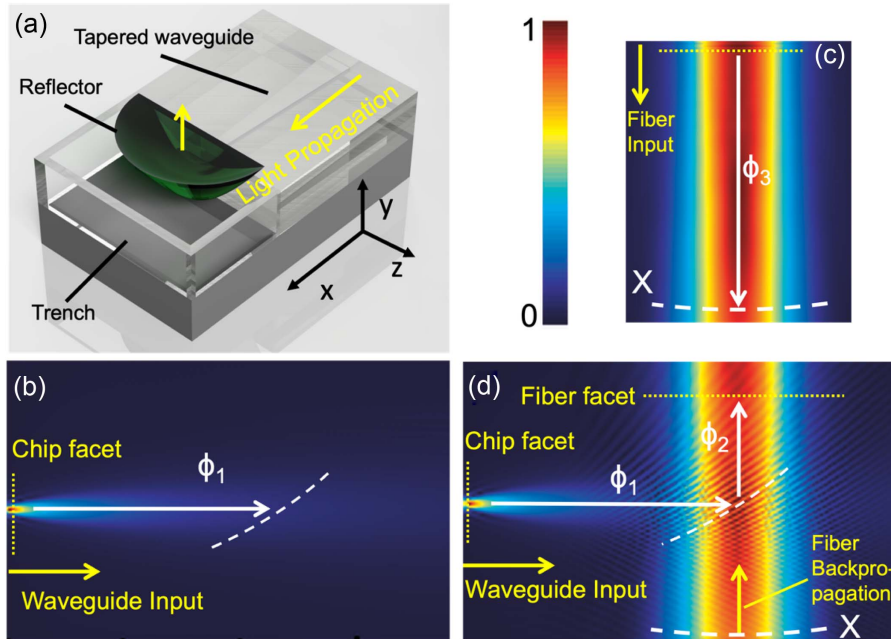 (a)
Tapered waveguide
Reflector
Light Propagation
y
z
x
Trench
1
0
(c)
Fiber
Input
ϕ3
X
(b)
Chip facet
ϕ1
Waveguide Input
(d)
Fiber facet
Chip facet
ϕ2
ϕ1
Waveguide Input
Fiber
Backpro-
pagation
X